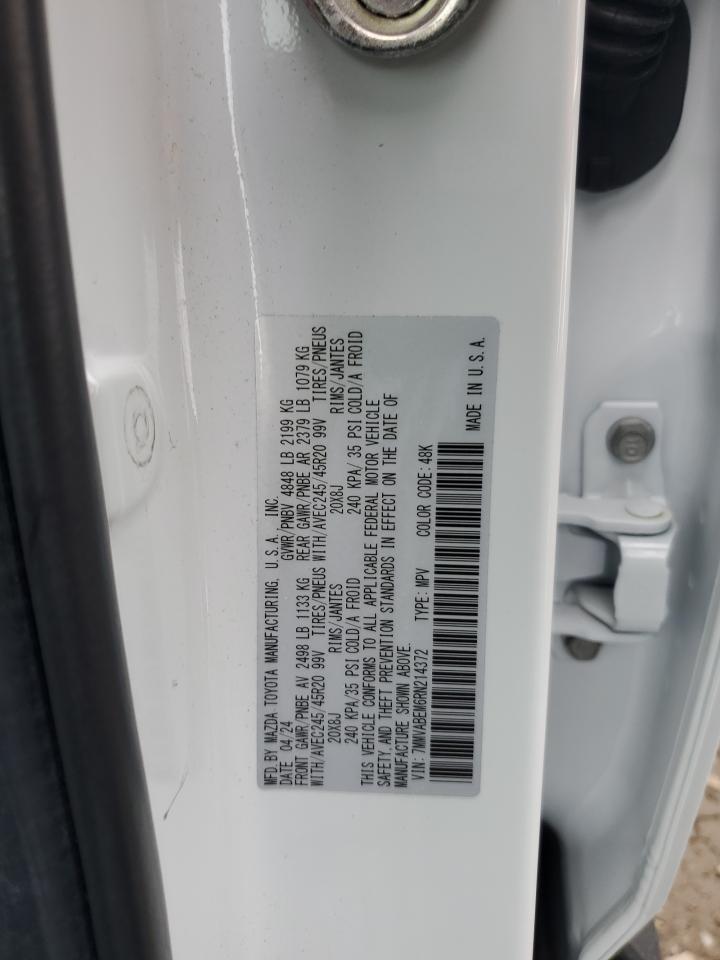 MFD. BY MAZDA TOYOTA MANUFACTURING, U.S.A., INC.
DATE 04/24 GVWR/PNBV 4848 LB 2199 KG
FRONT GAWR/PNBE AV 2498 LB 1133 KG REAR GAWR/PNBE AR 2379 LB 1079 KG
WITH/AVEC245/45R20 99V TIRES/PNEUS WITH/AVEC245/45R20 99V TIRES/PNEUS
20X8J RIMS/JANTES 20X8J RIMS/JANTES
240 KPA/35 PSI COLD/A FROID 240 KPA/ 35 PSI COLD/A FROID
THIS VEHICLE CONFORMS TO ALL APPLICABLE FEDERAL MOTOR VEHICLE
SAFETY,AND THEFT PREVENTION STANDARDS IN EFFECT ON THE DATE OF
MANUFACTURE SHOWN ABOVE.
VIN: 7MMVABEM6RN214372 TYPE: MPV COLOR CODE: 48K
MADE IN U.S.A.